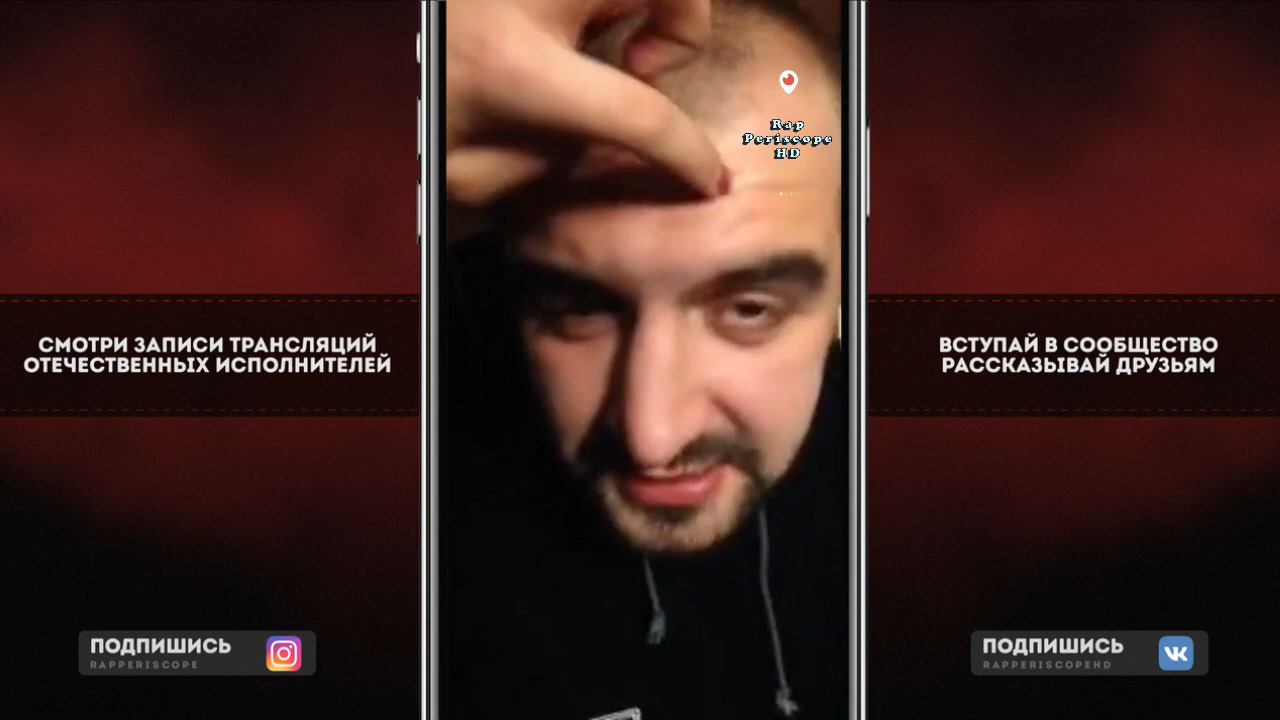 Rap
Periscope
HD
СМОТРИ ЗАПИСИ ТРАНСЛЯЦИЙ
ОТЕЧЕСТВЕННЫХ ИСПОЛНИТЕЛЕЙ
ВСТУПАЙ В СООБЩЕСТВО
РАССКАЗЫВАЙ ДРУЗЬЯМ
ПОДПИШИСЬ
RAPPERISCOPE
ПОДПИШИСЬ
RAPPERISCOPEHD